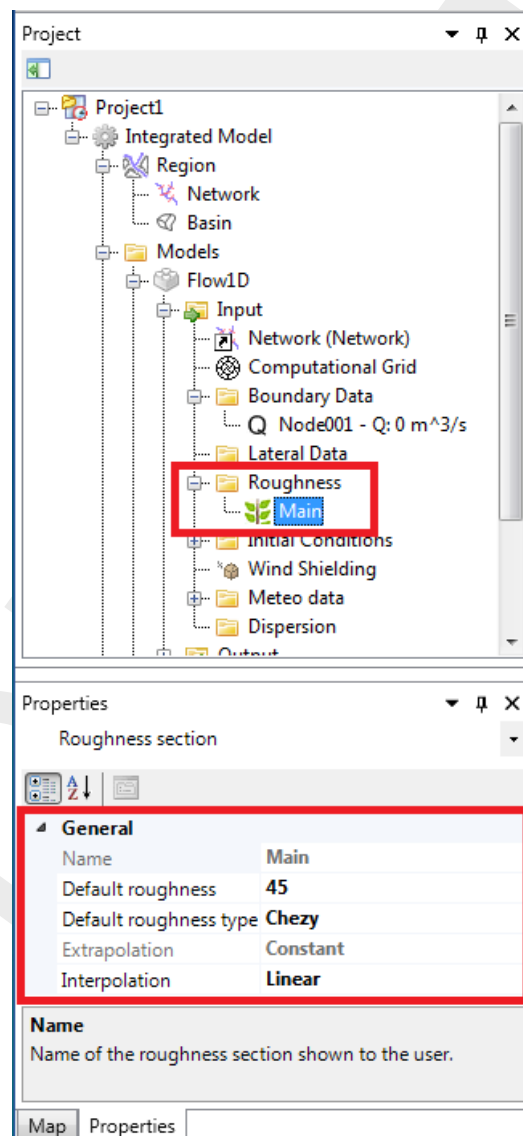 Project
Project1
Integrated Model
Region
Network
Basin
Models
Flow1D
Input
Network (Network)
Computational Grid
Boundary Data
Q Node001 - Q: 0 m^3/s
Lateral Data
Roughness
Main
Initial Conditions
Wind Shielding
Meteo data
Dispersion
Output
Properties
Roughness section
General
Name Main
Default roughness 45
Default roughness type Chezy
Extrapolation Constant
Interpolation Linear
Name
Name of the roughness section shown to the user.
Map Properties